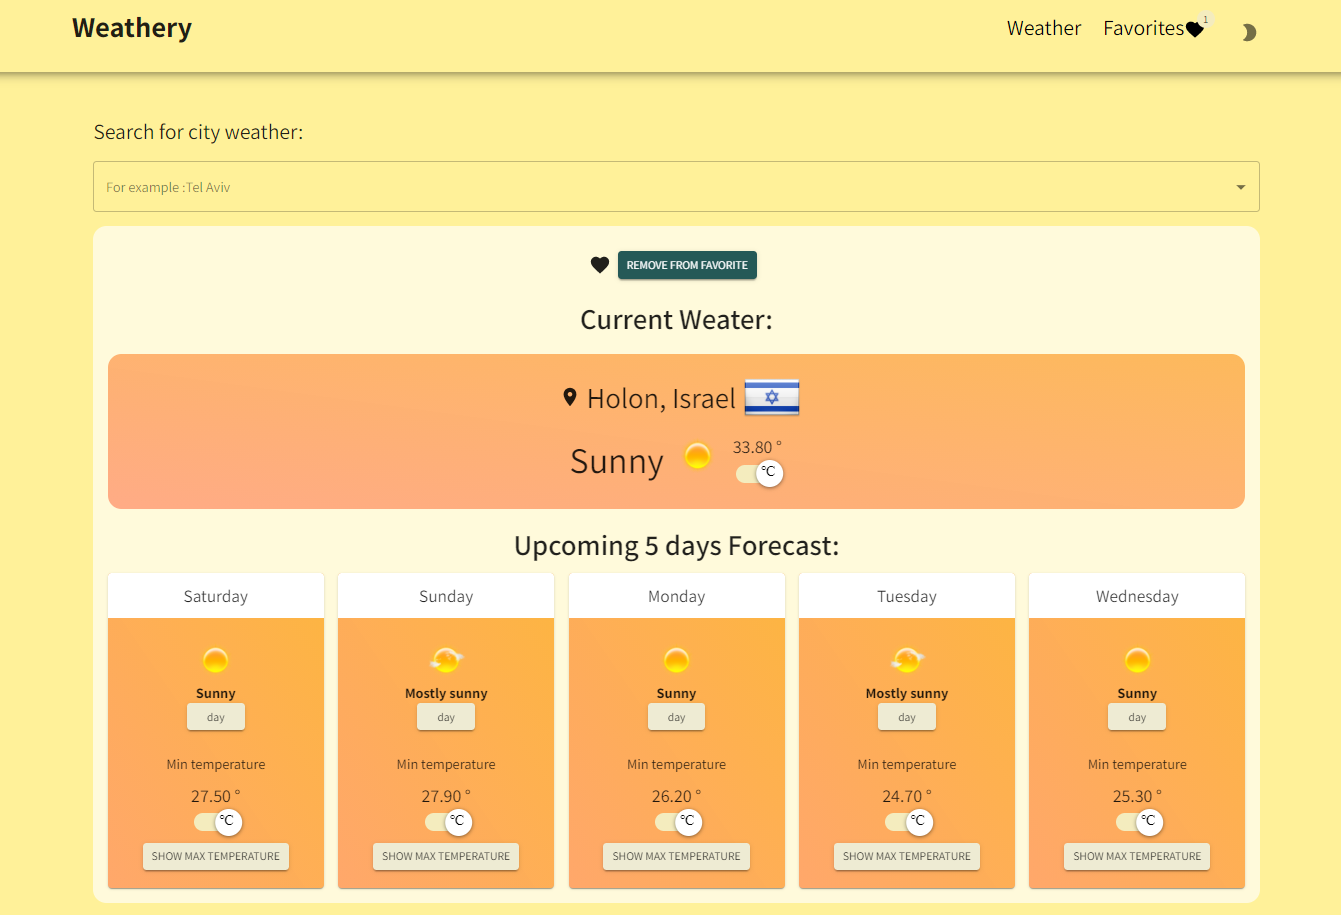 Weathery
Weather Favorites 1
Search for city weather:
For example :Tel Aviv
REMOVE FROM FAVORITE
Current Weater:
Holon, Israel
Sunny 33.80 °
°C
Upcoming 5 days Forecast:
Saturday Sunday Monday Tuesday Wednesday
Sunny Mostly sunny Sunny Mostly sunny Sunny
day day day day day
Min temperature Min temperature Min temperature Min temperature Min temperature
27.50 ° 27.90 ° 26.20 ° 24.70 ° 25.30 °
°C °C °C °C °C
SHOW MAX TEMPERATURE SHOW MAX TEMPERATURE SHOW MAX TEMPERATURE SHOW MAX TEMPERATURE SHOW MAX TEMPERATURE